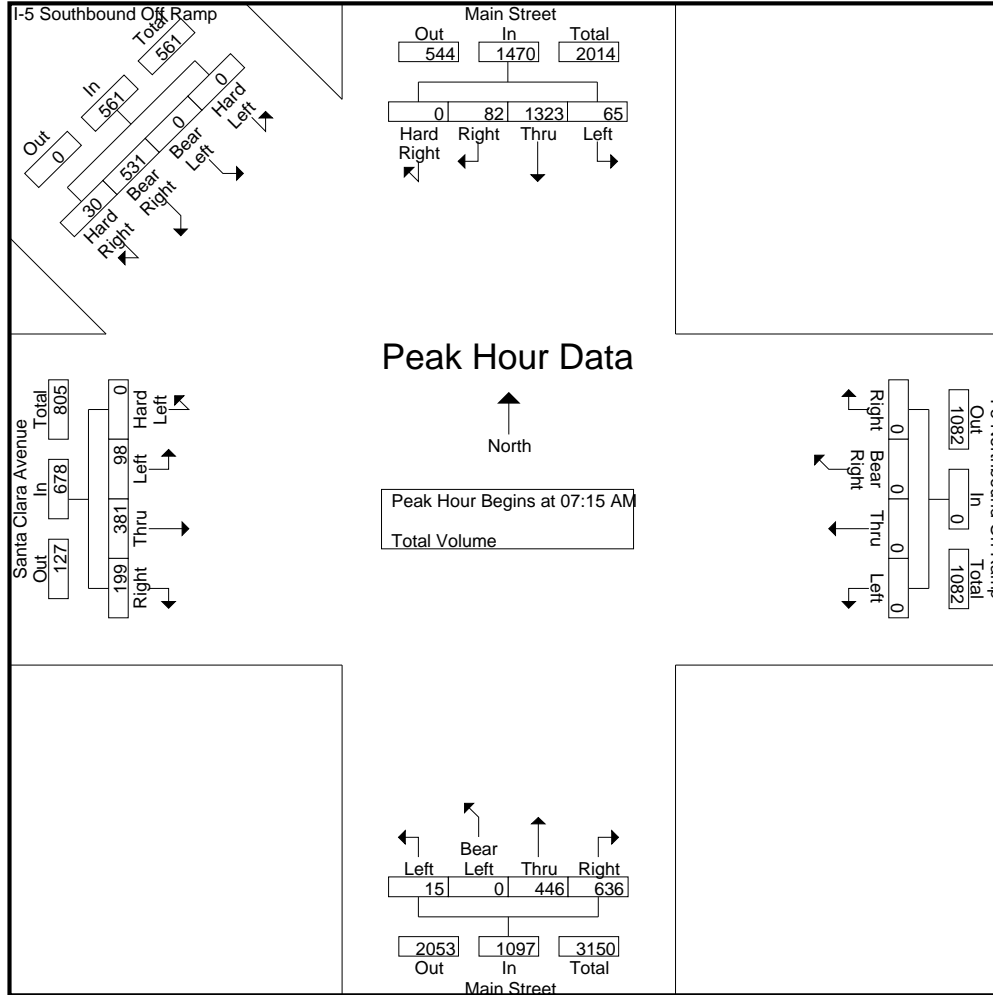 I-5 Southbound Off Ramp
Total
561
In
561
Out
0
0
Hard
Left
0
Bear
Left
531
Bear
Right
30
Hard
Right
Main Street
Out In Total
544 1470 2014
0 82 1323 65
Hard
Right
Right Thru Left
Peak Hour Data
North
Peak Hour Begins at 07:15 AM
Total Volume
Santa Clara Avenue
Total
805
In
678
Out
127
0
Hard
Left
98
Left
381
Thru
199
Right
Right
0
Bear
Right
0
Thru
0
Left
0
Out
1082
In
0
Total
1082
Ramp
Left
Bear
Left
Thru Right
15 0 446 636
2053 1097 3150
Out In Total
Main Street